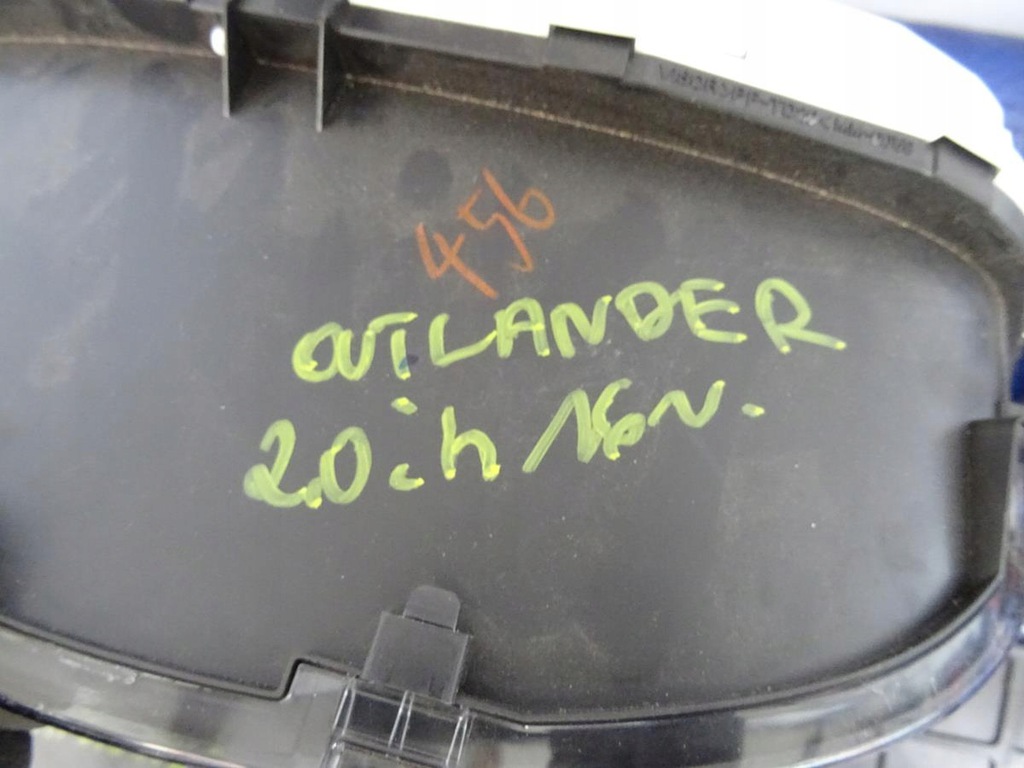 456
OUTLANDER
2.0 i h 16v.